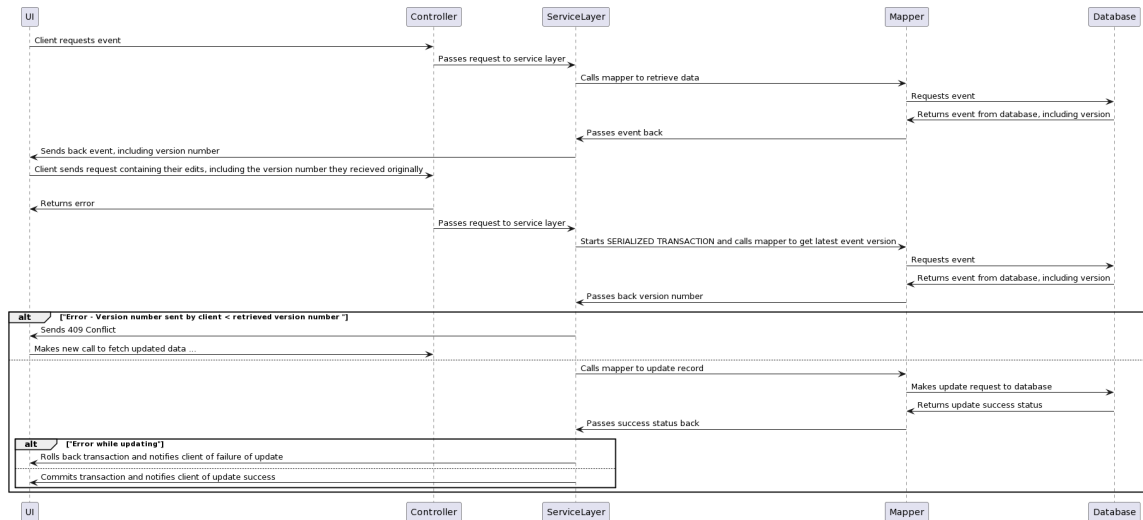 UI Controller ServiceLayer Mapper Database
Client requests event
Passes request to service layer
Calls mapper to retrieve data
Requests event
Returns event from database, including version
Passes event back
Sends back event, including version number
Client sends request containing their edits, including the version number they recieved originally
Returns error
Passes request to service layer
Starts SERIALIZED TRANSACTION and calls mapper to get latest event version
Requests event
Returns event from database, including version
Passes back version number
alt ["Error - Version number sent by client < retrieved version number "]
Sends 409 Conflict
Makes new call to fetch updated data ...
Calls mapper to update record
Makes update request to database
Returns update success status
Passes success status back
alt ["Error while updating"]
Rolls back transaction and notifies client of failure of update
Commits transaction and notifies client of update success
UI Controller ServiceLayer Mapper Database